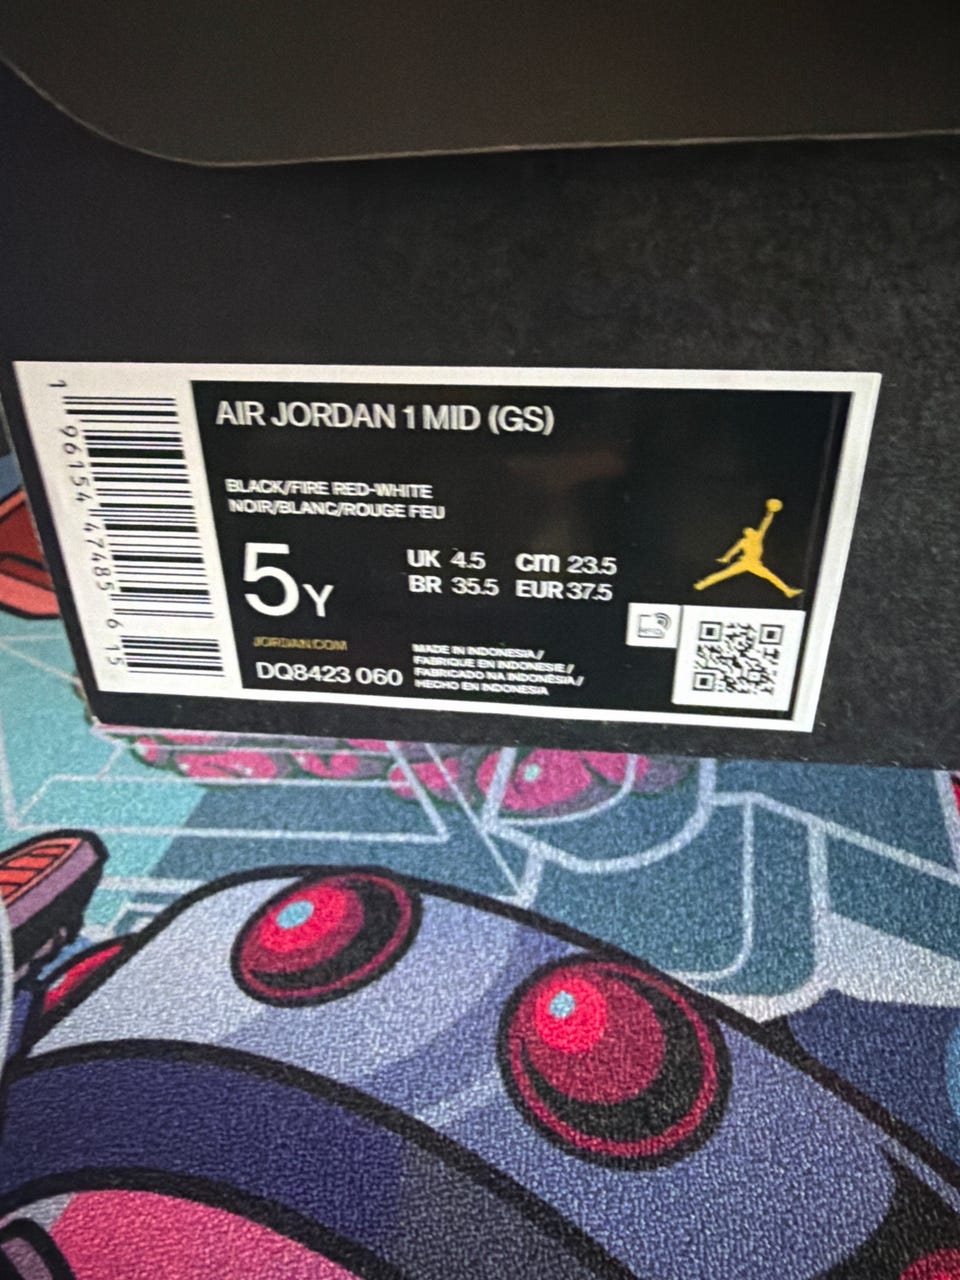 AIR JORDAN 1 MID (GS)
BLACK/FIRE RED-WHITE
NOIR/BLANC/ROUGE FEU
5Y
UK 4.5 cm 23.5
BR 35.5 EUR 37.5
JORDAN.COM
DQ8423 060
MADE IN INDONESIA /
FABRIQUE EN INDONESIE /
FABRICADO NA INDONÉSIA /
HECHO EN INDONESIA
1 96154 47485 6 15